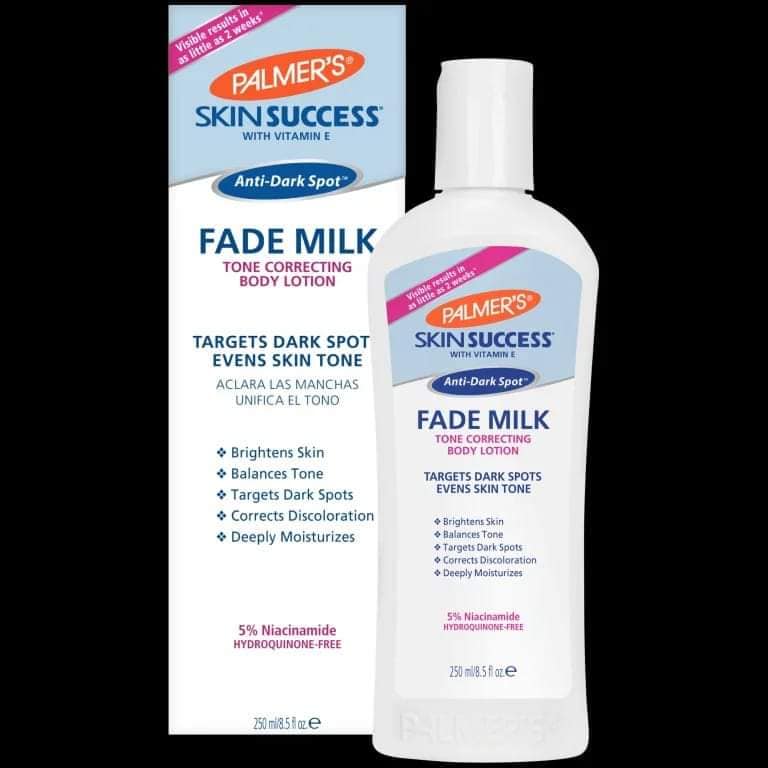 Visible results in
as little as 2 weeks*
PALMER'S®
SKIN SUCCESS®
WITH VITAMIN E
Anti-Dark Spot™
FADE MILK
TONE CORRECTING
BODY LOTION
TARGETS DARK SPOT
EVENS SKIN TONE
ACLARA LAS MANCHAS
UNIFICA EL TONO
❖ Brightens Skin
❖ Balances Tone
❖ Targets Dark Spots
❖ Corrects Discoloration
❖ Deeply Moisturizes
5% Niacinamide
HYDROQUINONE-FREE
250 ml/8.5 fl oz. ℮
Visible results in
as little as 2 weeks*
PALMER'S®
SKIN SUCCESS®
WITH VITAMIN E
Anti-Dark Spot™
FADE MILK
TONE CORRECTING
BODY LOTION
TARGETS DARK SPOTS
EVENS SKIN TONE
❖ Brightens Skin
❖ Balances Tone
❖ Targets Dark Spots
❖ Corrects Discoloration
❖ Deeply Moisturizes
5% Niacinamide
HYDROQUINONE-FREE
250 ml/8.5 fl oz. ℮
PALMER'S